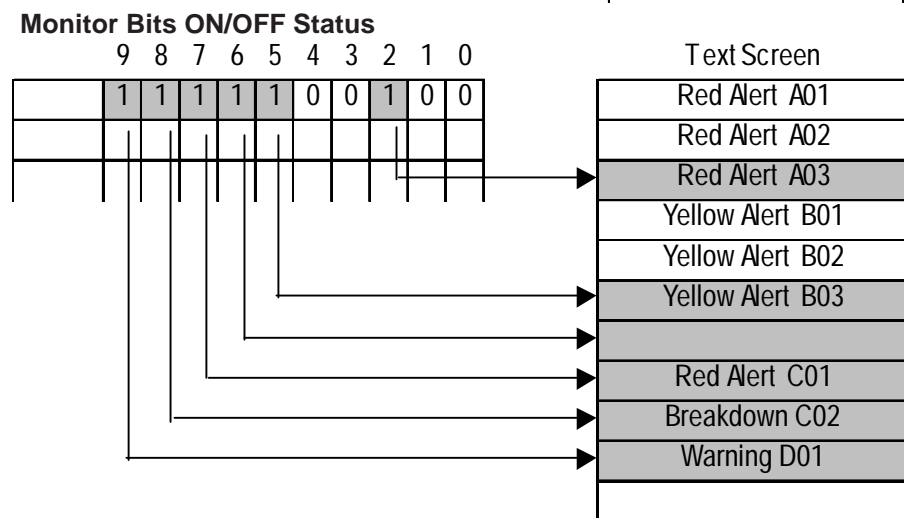 Monitor Bits ON/OFF Status
9 8 7 6 5 4 3 2 1 0 Text Screen
1 1 1 1 1 0 0 1 0 0 Red Alert A01
Red Alert A02
Red Alert A03
Yellow Alert B01
Yellow Alert B02
Yellow Alert B03
Red Alert C01
Breakdown C02
Warning D01